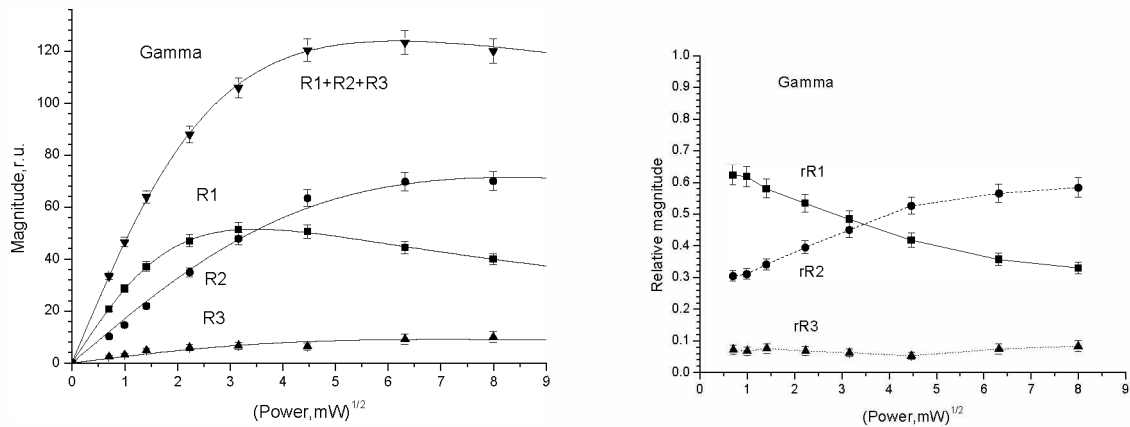 Gamma
R1+R2+R3
R1
R2
R3
Magnitude, r.u.
120
100
80
60
40
20
0
0 1 2 3 4 5 6 7 8 9
(Power,mW)^1/2
Gamma
rR1
rR2
rR3
Relative magnitude
1.0
0.9
0.8
0.7
0.6
0.5
0.4
0.3
0.2
0.1
0.0
0 1 2 3 4 5 6 7 8 9
(Power,mW)^1/2